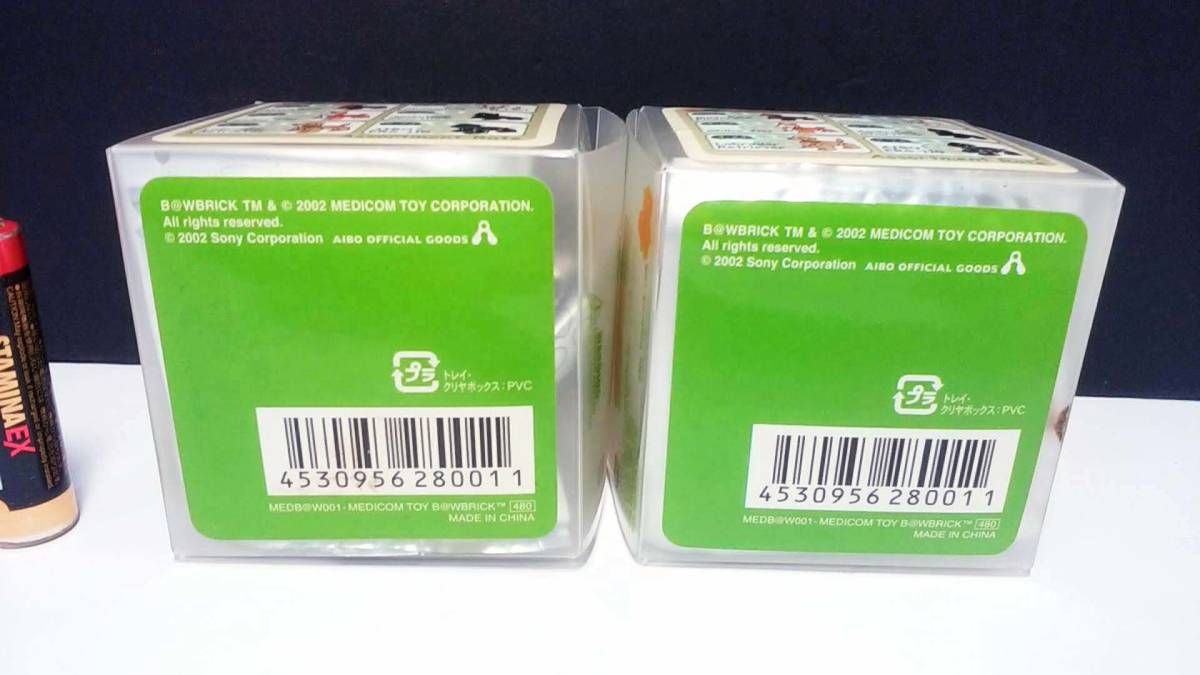 B@WBRICK TM & © 2002 MEDICOM TOY CORPORATION.
All rights reserved.
© 2002 Sony Corporation AIBO OFFICIAL GOODS
プラ
トレイ・
クリヤボックス：PVC
4530956280011
MEDB@W001・MEDICOM TOY B@WBRICK™ 480
MADE IN CHINA
B@WBRICK TM & © 2002 MEDICOM TOY CORPORATION.
All rights reserved.
© 2002 Sony Corporation AIBO OFFICIAL GOODS
プラ
トレイ・
クリヤボックス：PVC
4530956280011
MEDB@W001・MEDICOM TOY B@WBRICK™ 480
MADE IN CHINA
STAMINA EX
Labrador
Retriever